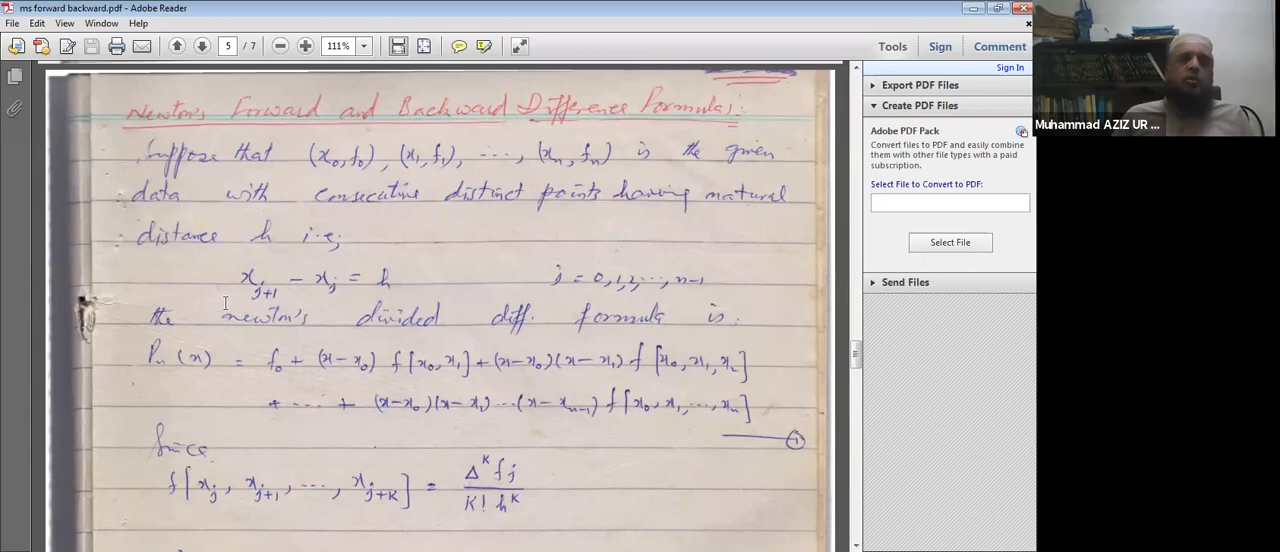 ms forward backward.pdf - Adobe Reader
File Edit View Window Help
5 / 7 111% Tools Sign Comment
Sign In
Export PDF Files
Create PDF Files
Adobe PDF Pack
Convert files to PDF and easily combine
them with other file types with a paid
subscription.
Select File to Convert to PDF:
Select File
Send Files
Muhammad AZIZ UR ...
Newton's Forward and Backward Difference Formulas:
Suppose that (x₀,f₀), (x₁,f₁), ..., (xₙ,fₙ) is the given
data with consecutive distinct points having natural
distance h i.e;
xⱼ₊₁ - xⱼ = h j = 0,1,2,...,n-1
the newton's divided diff. formula is:
Pₙ(x) = f₀ + (x-x₀) f[x₀,x₁] + (x-x₀)(x-x₁) f[x₀,x₁,x₂]
+ ... + (x-x₀)(x-x₁)...(x-xₙ₋₁) f[x₀,x₁,...,xₙ]
①
Since
f[xⱼ, xⱼ₊₁, ..., xⱼ₊ₖ] = Δᵏfⱼ / K! hᵏ